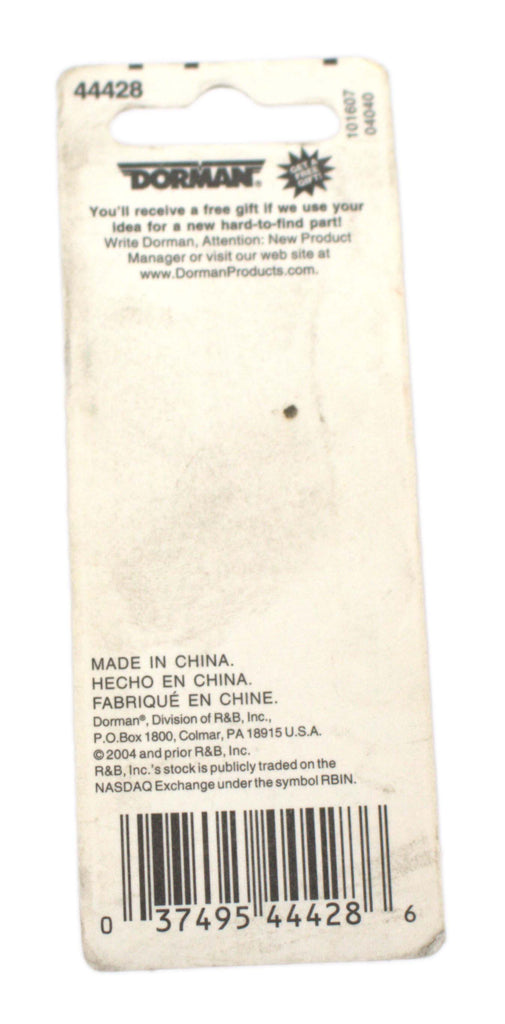 44428
101607
04040
DORMAN®
GET A
FREE
GIFT!
You'll receive a free gift if we use your
idea for a new hard-to-find part!
Write Dorman, Attention: New Product
Manager or visit our web site at
www.DormanProducts.com.
MADE IN CHINA.
HECHO EN CHINA.
FABRIQUÉ EN CHINE.
Dorman®, Division of R&B, Inc.,
P.O.Box 1800, Colmar, PA 18915 U.S.A.
© 2004 and prior R&B, Inc.
R&B, Inc.'s stock is publicly traded on the
NASDAQ Exchange under the symbol RBIN.
0 37495 44428 6